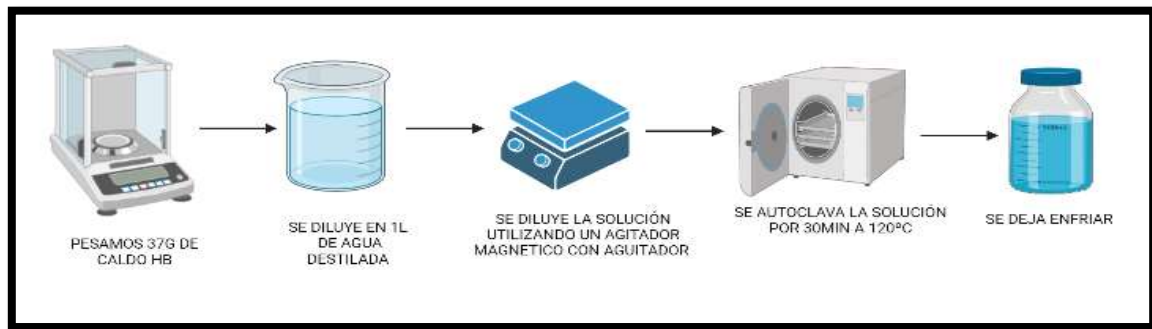 PESAMOS 37G DE
CALDO HB
SE DILUYE EN 1L
DE AGUA
DESTILADA
SE DILUYE LA SOLUCIÓN
UTILIZANDO UN AGITADOR
MAGNETICO CON AGUITADOR
SE AUTOCLAVA LA SOLUCIÓN
POR 30MIN A 120ºC
SE DEJA ENFRIAR